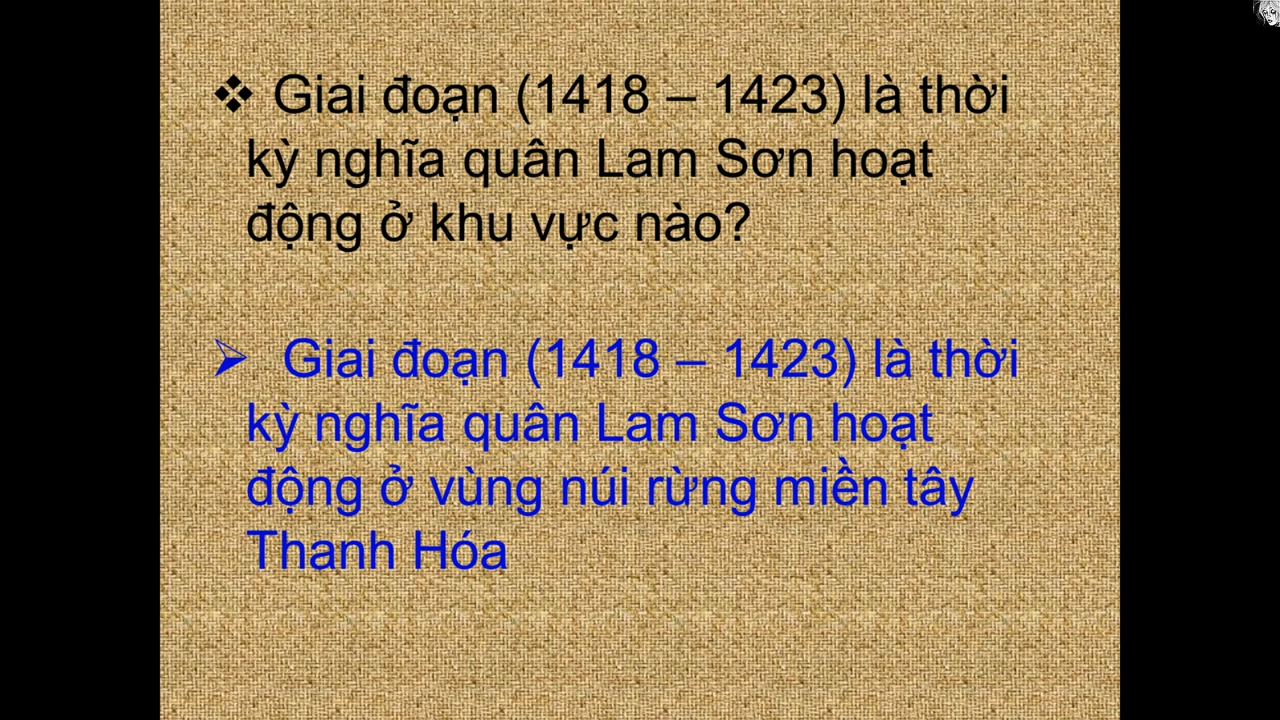 ❖ Giai đoạn (1418 – 1423) là thời
kỳ nghĩa quân Lam Sơn hoạt
động ở khu vực nào?
➢ Giai đoạn (1418 – 1423) là thời
kỳ nghĩa quân Lam Sơn hoạt
động ở vùng núi rừng miền tây
Thanh Hóa